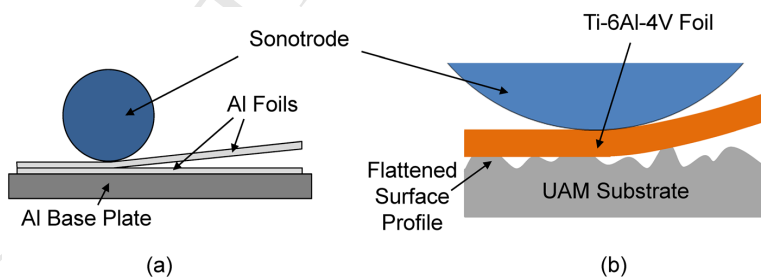 Sonotrode
Al Foils
Al Base Plate
(a)
Ti-6Al-4V Foil
Flattened
Surface
Profile
UAM Substrate
(b)